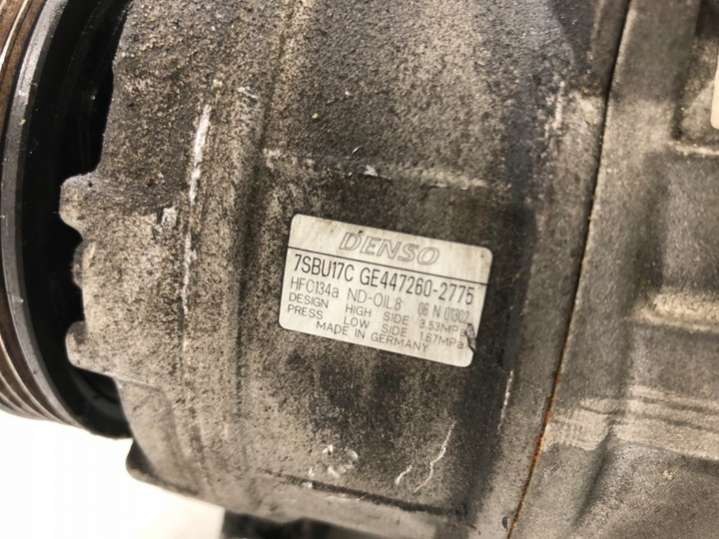 DENSO
7SBU17C GE447260-2775
HFC134a ND-OIL8 06 N 01302
DESIGN HIGH SIDE 3.53MPa
PRESS LOW SIDE 1.67MPa
MADE IN GERMANY